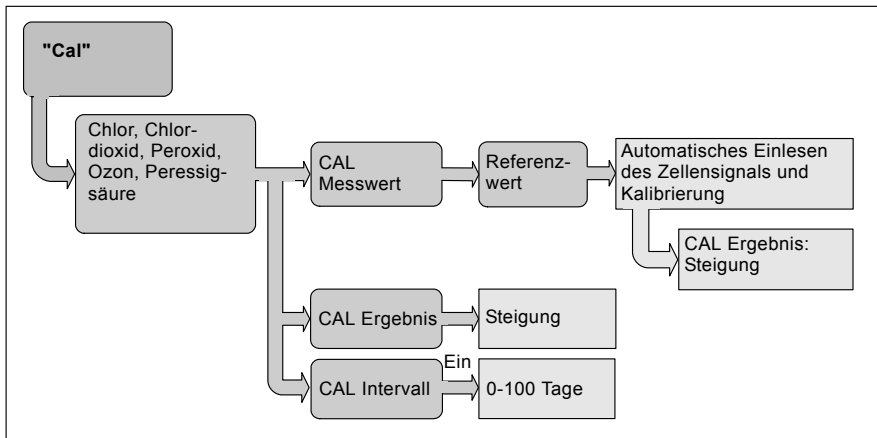 "Cal"
Chlor, Chlor-
dioxid, Peroxid,
Ozon, Peressig-
säure
CAL
Messwert
Referenz-
wert
Automatisches Einlesen
des Zellensignals und
Kalibrierung
CAL Ergebnis:
Steigung
CAL Ergebnis
Steigung
CAL Intervall
Ein
0-100 Tage